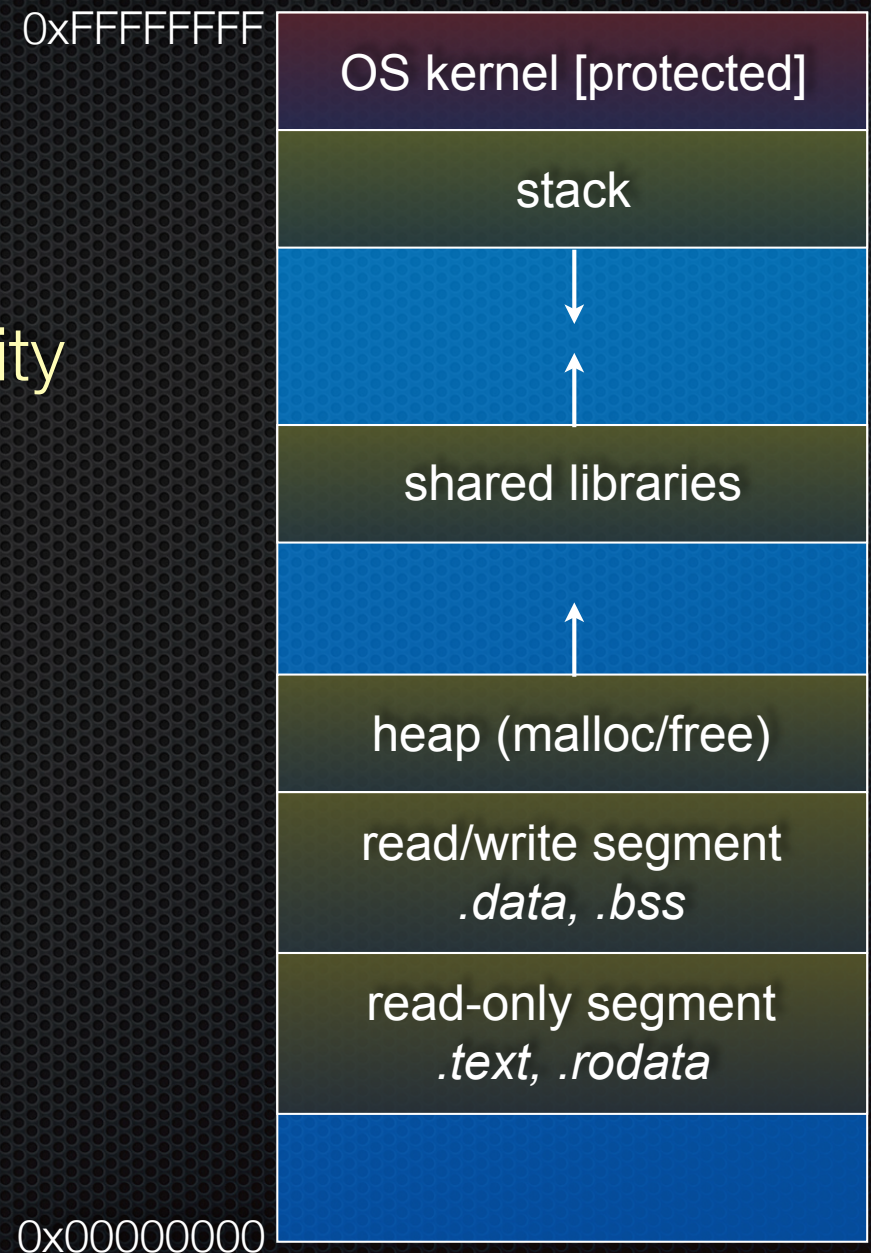 0xFFFFFFFF
OS kernel [protected]
stack
ity
shared libraries
heap (malloc/free)
read/write segment
.data, .bss
read-only segment
.text, .rodata
0x00000000